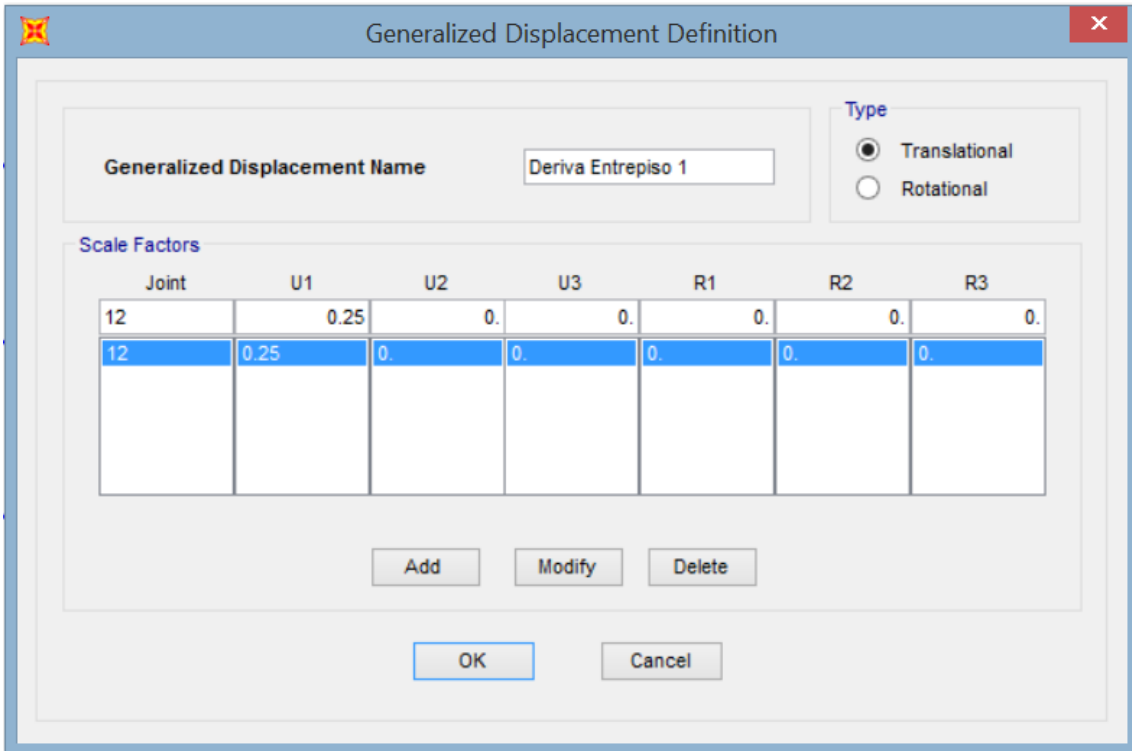 Generalized Displacement Definition
Type
Generalized Displacement Name Deriva Entrepiso 1
Translational
Rotational
Scale Factors
Joint U1 U2 U3 R1 R2 R3
12 0.25 0. 0. 0. 0. 0.
12 0.25 0. 0. 0. 0. 0.
Add Modify Delete
OK Cancel